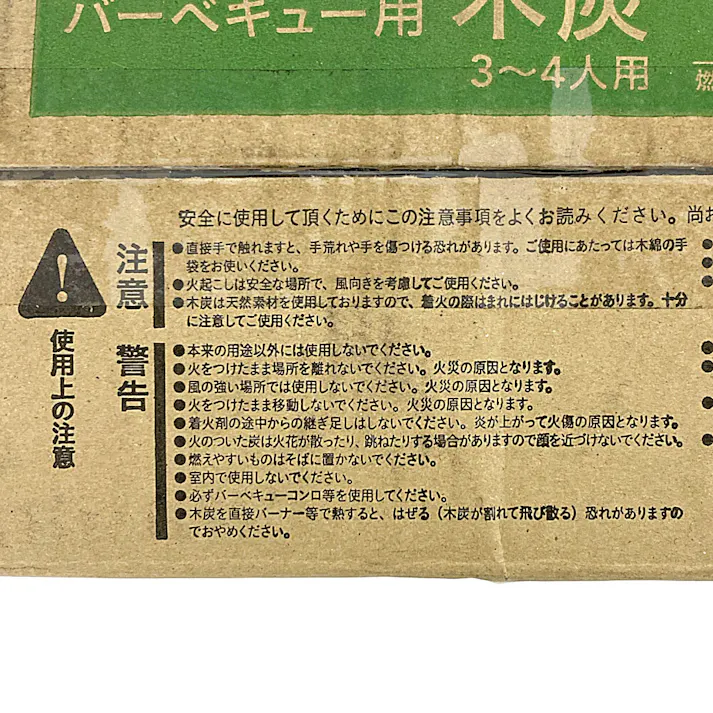 バーベキュー用 木炭
3〜4人用
燃
安全に使用して頂くためにこの注意事項をよくお読みください。尚お
注意
●直接手で触れますと、手荒れや手を傷つける恐れがあります。ご使用にあたっては木綿の手
袋をお使いください。
●火起こしは安全な場所で、風向きを考慮してご使用ください。
●木炭は天然素材を使用しておりますので、着火の際はまれにはじけることがあります。十分
に注意してご使用ください。
使用上の注意
警告
●本来の用途以外には使用しないでください。
●火をつけたまま場所を離れないでください。火災の原因となります。
●風の強い場所では使用しないでください。火災の原因となります。
●火をつけたまま移動しないでください。火災の原因となります。
●着火剤の途中からの継ぎ足しはしないでください。炎が上がって火傷の原因となります。
●火のついた炭は火花が散ったり、跳ねたりする場合がありますので顔を近づけないでください。
●燃えやすいものはそばに置かないでください。
●室内で使用しないでください。
●必ずバーベキューコンロ等を使用してください。
●木炭を直接バーナー等で熱すると、はぜる（木炭が割れて飛び散る）恐れがありますの
でおやめください。